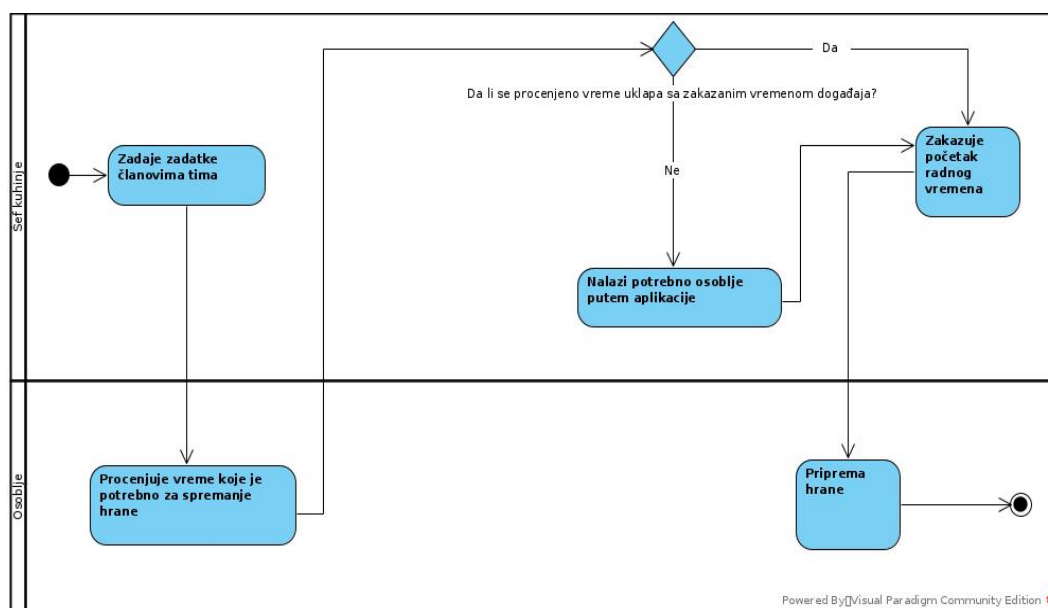 Šef kuhinje
Zadaje zadatke
članovima tima
Da
Da li se procenjeno vreme uklapa sa zakazanim vremenom događaja?
Zakazuje
početak
radnog
vremena
Ne
Nalazi potrebno osoblje
putem aplikacije
Osoblje
Procenjuje vreme koje je
potrebno za spremanje
hrane
Priprema
hrane
Powered By▯Visual Paradigm Community Edition